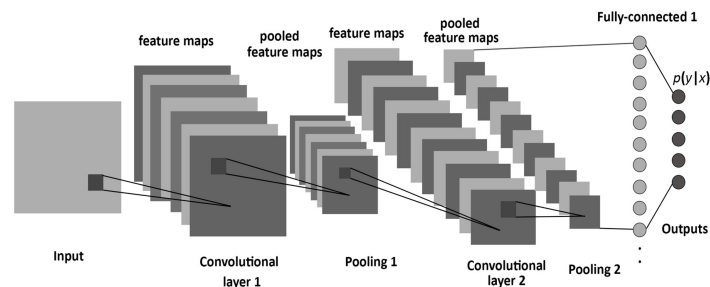 feature maps
pooled
feature maps
feature maps
pooled
feature maps
Fully-connected 1
p(y|x)
Input
Convolutional
layer 1
Pooling 1
Convolutional
layer 2
Pooling 2
Outputs